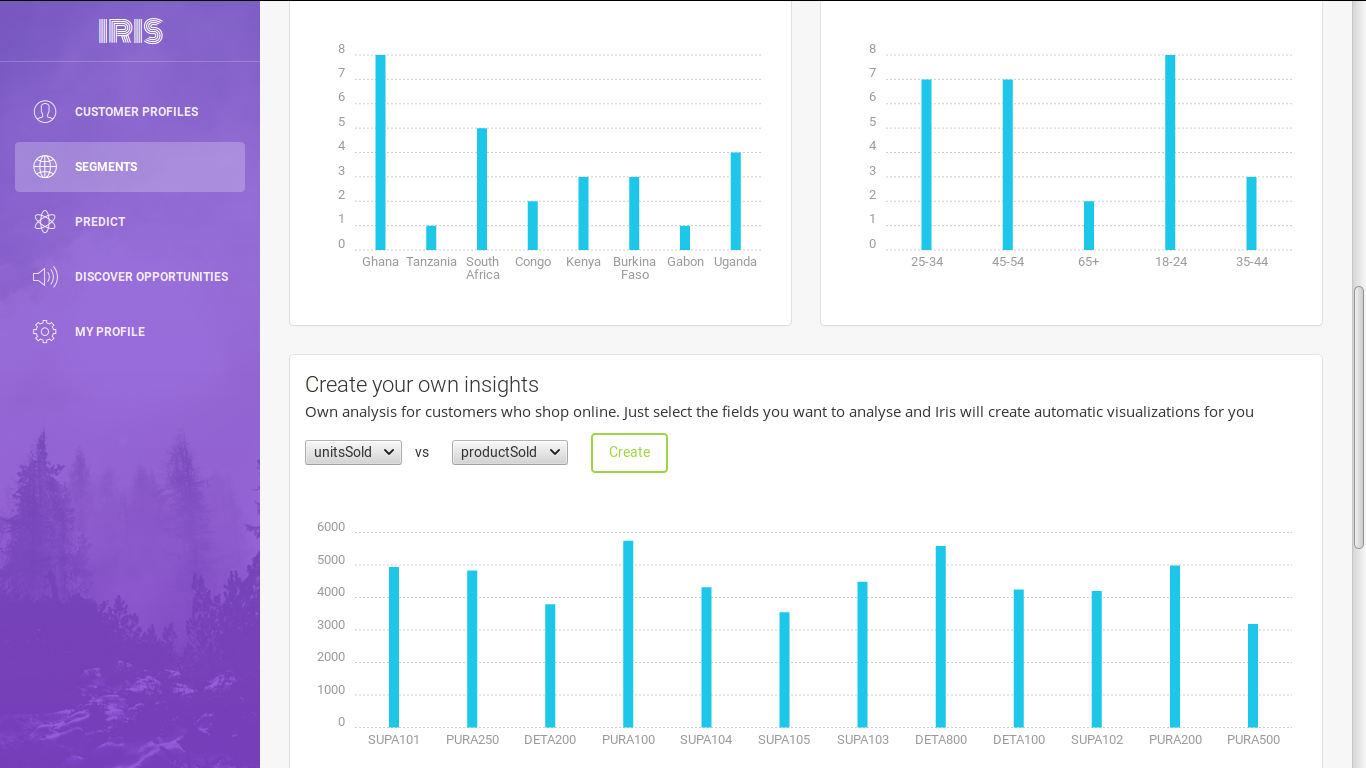 IRIS
CUSTOMER PROFILES
SEGMENTS
PREDICT
DISCOVER OPPORTUNITIES
MY PROFILE
8
7
6
5
4
3
2
1
0
Ghana Tanzania South Africa Congo Kenya Burkina Faso Gabon Uganda
8
7
6
5
4
3
2
1
0
25-34 45-54 65+ 18-24 35-44
Create your own insights
Own analysis for customers who shop online. Just select the fields you want to analyse and Iris will create automatic visualizations for you
unitsSold vs productSold Create
6000
5000
4000
3000
2000
1000
0
SUPA101 PURA250 DETA200 PURA100 SUPA104 SUPA105 SUPA103 DETA800 DETA100 SUPA102 PURA200 PURA500